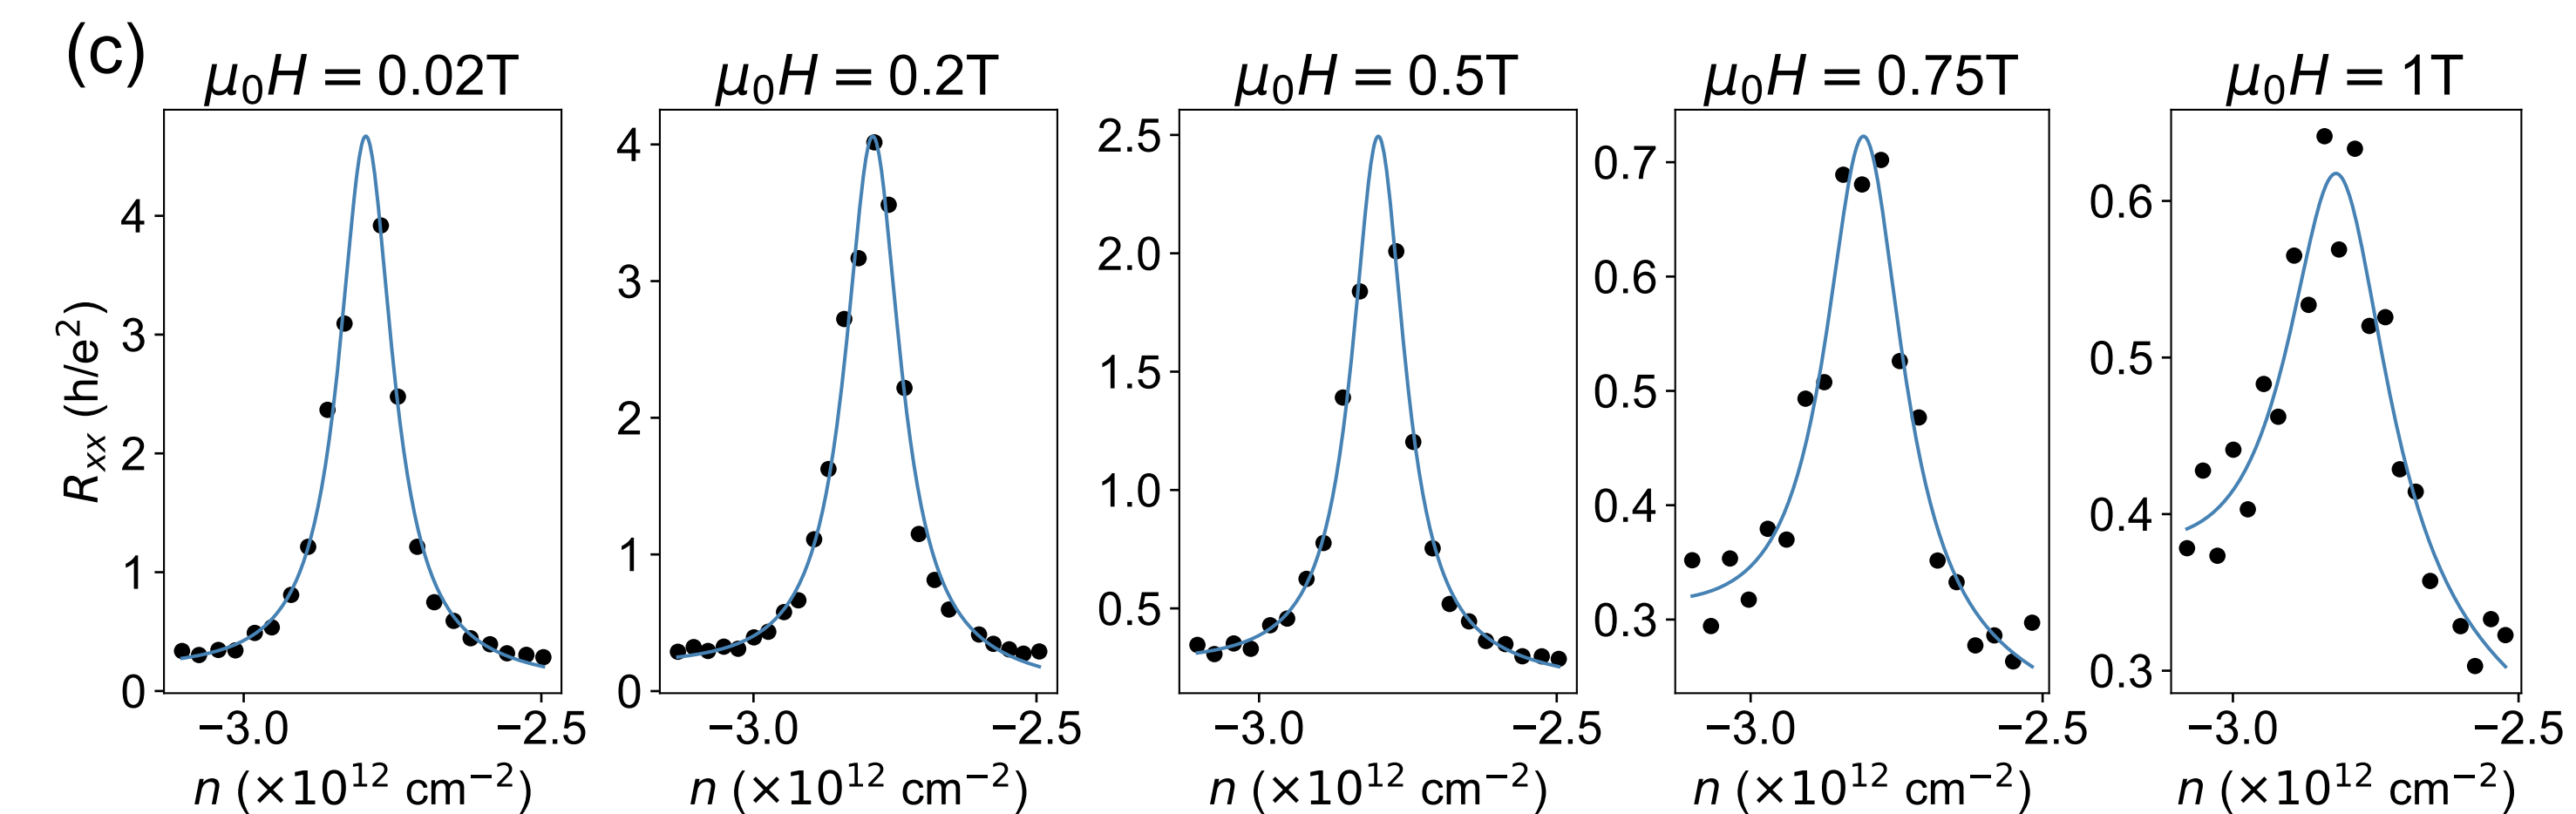 (c)
μ₀H = 0.02T
μ₀H = 0.2T
μ₀H = 0.5T
μ₀H = 0.75T
μ₀H = 1T
Rₓₓ (h/e²)
4
3
2
1
0
−3.0
−2.5
n (×10¹² cm⁻²)
4
3
2
1
0
−3.0
−2.5
n (×10¹² cm⁻²)
2.5
2.0
1.5
1.0
0.5
−3.0
−2.5
n (×10¹² cm⁻²)
0.7
0.6
0.5
0.4
0.3
−3.0
−2.5
n (×10¹² cm⁻²)
0.6
0.5
0.4
0.3
−3.0
−2.5
n (×10¹² cm⁻²)